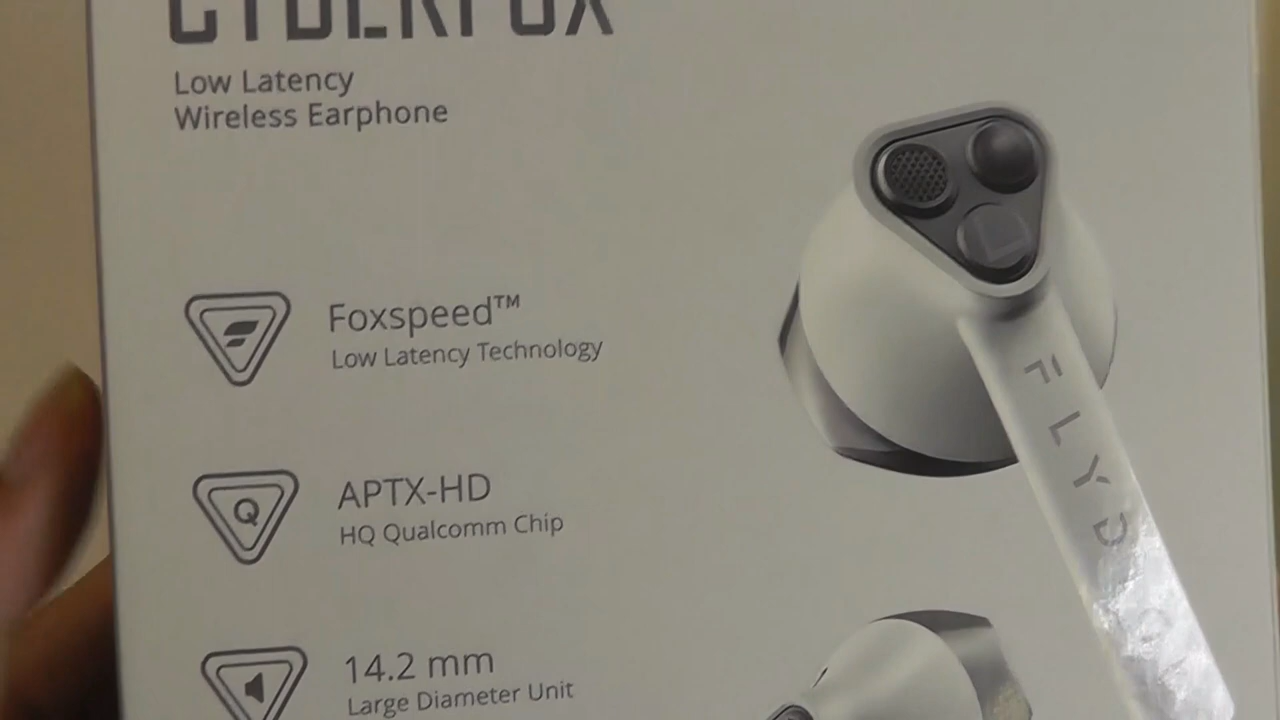 CYBERFOX
Low Latency
Wireless Earphone
Foxspeed™
Low Latency Technology
APTX-HD
HQ Qualcomm Chip
14.2 mm
Large Diameter Unit
FLYD